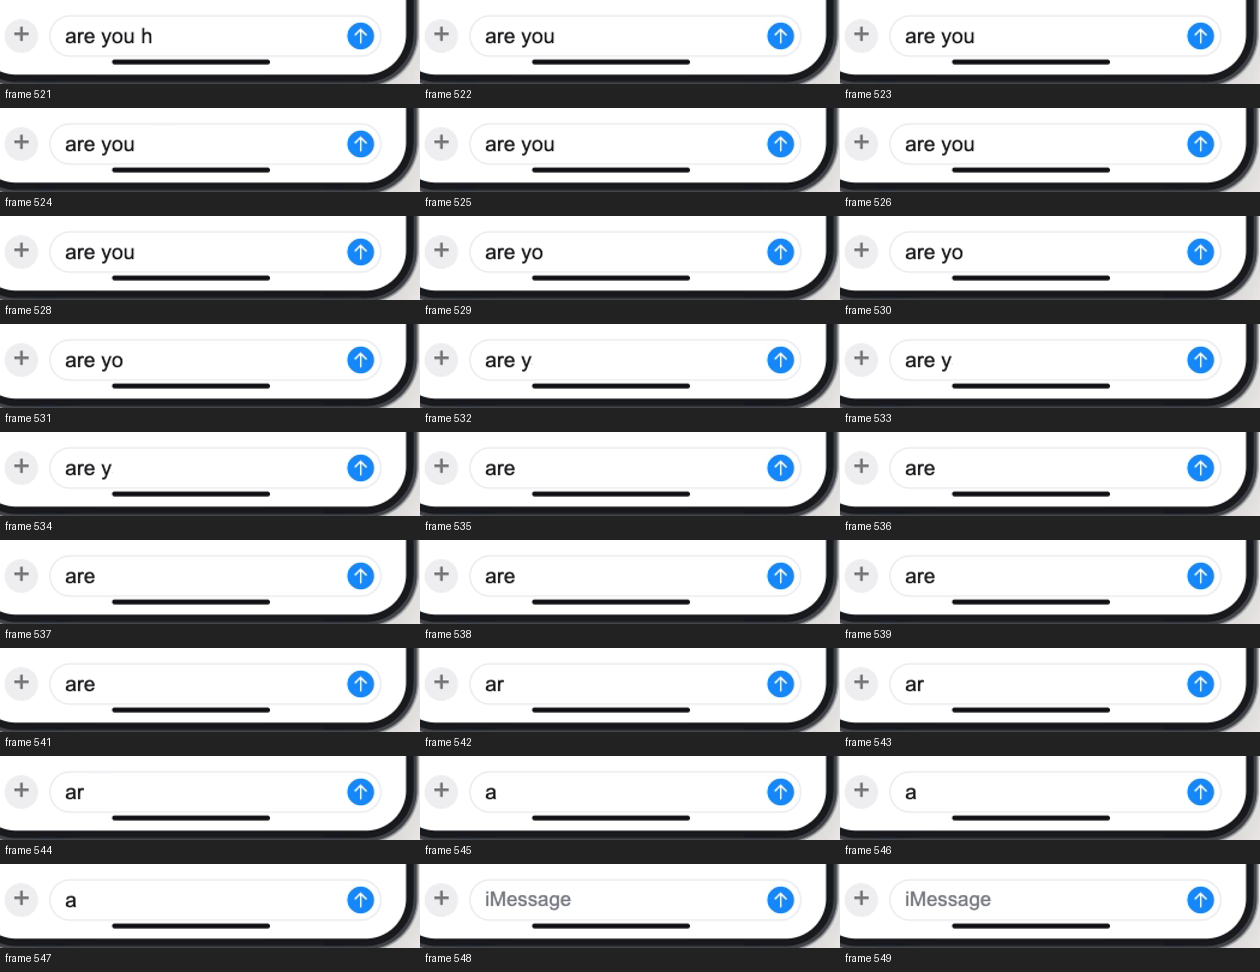 are you h
are you
are you
frame 521
frame 522
frame 523
are you
are you
are you
frame 524
frame 525
frame 526
are you
are yo
are yo
frame 528
frame 529
frame 530
are yo
are y
are y
frame 531
frame 532
frame 533
are y
are
are
frame 534
frame 535
frame 536
are
are
are
frame 537
frame 538
frame 539
are
ar
ar
frame 541
frame 542
frame 543
ar
a
a
frame 544
frame 545
frame 546
a
iMessage
iMessage
frame 547
frame 548
frame 549